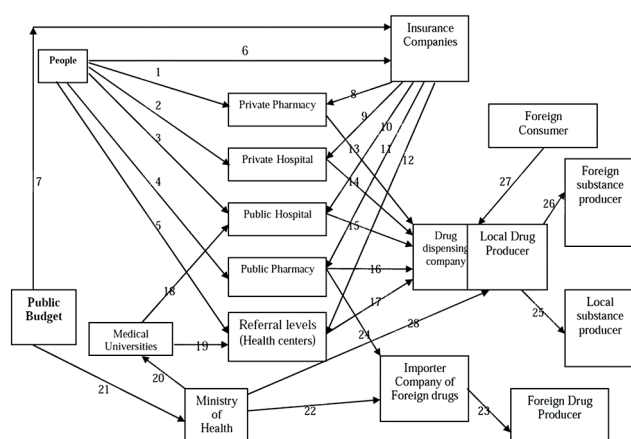 Insurance
Companies
People
6
1
8
Private Pharmacy
2
9
10
Foreign
Consumer
3
13
11
12
Private Hospital
27
Foreign
substance
producer
7
4
14
26
Public Hospital
5
15
Drug
dispensing
company
Local Drug
Producer
Public Pharmacy
16
18
17
Public
Budget
Referral levels
(Health centers)
24
28
25
Local
substance
producer
Medical
Universities
19
20
Importer
Company of
Foreign drugs
21
Ministry
of
Health
22
23
Foreign Drug
Producer